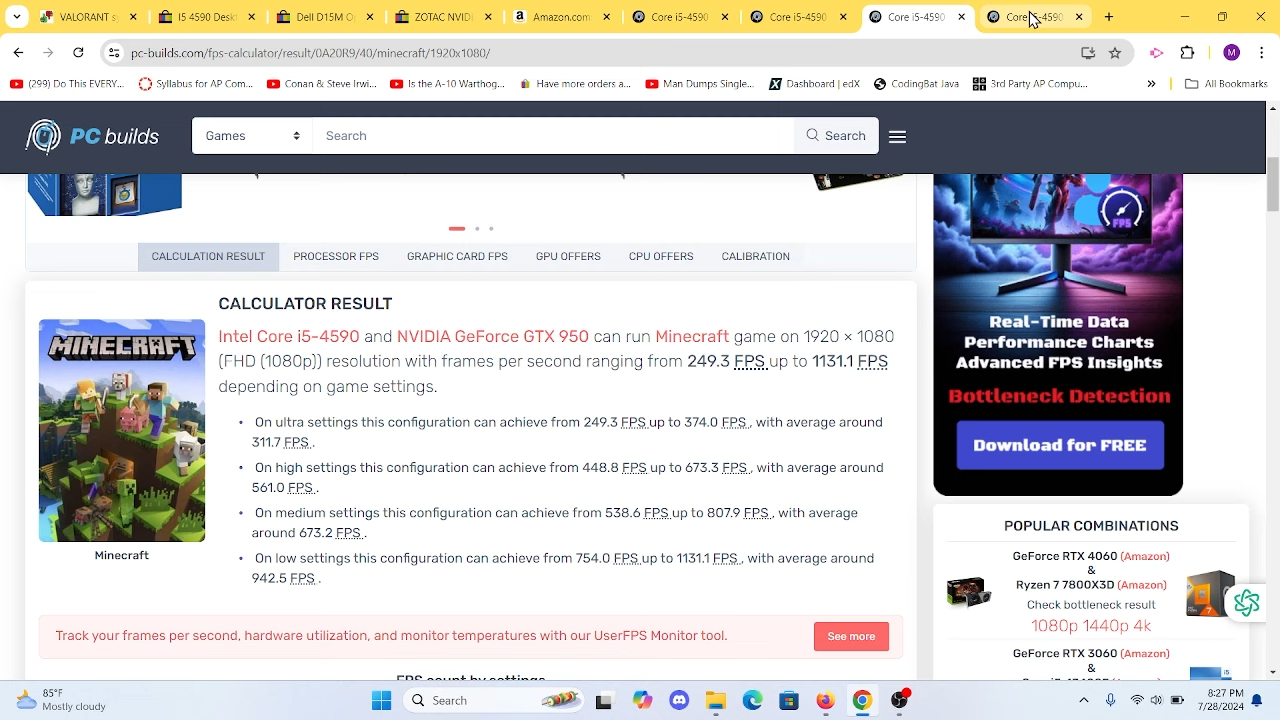 VALORANT s
i5 4590 Desk
Dell D15M O
ZOTAC NVIDI
Amazon.com
Core i5-4590
Core i5-4590
Core i5-4590
Core i5-4590
pc-builds.com/fps-calculator/result/0A20R9/40/minecraft/1920x1080/
M
(299) Do This EVERY...
Syllabus for AP Com...
Conan & Steve Irwi...
Is the A-10 Warthog...
Have more orders a...
Man Dumps Single...
Dashboard | edX
CodingBat Java
3rd Party AP Compu...
»
All Bookmarks
PC builds
Games
Search
Search
CALCULATION RESULT
PROCESSOR FPS
GRAPHIC CARD FPS
GPU OFFERS
CPU OFFERS
CALIBRATION
CALCULATOR RESULT
MINECRAFT
Minecraft
Intel Core i5-4590 and NVIDIA GeForce GTX 950 can run Minecraft game on 1920 × 1080
(FHD (1080p)) resolution with frames per second ranging from 249.3 FPS up to 1131.1 FPS
depending on game settings.
• On ultra settings this configuration can achieve from 249.3 FPS up to 374.0 FPS , with average around
311.7 FPS .
• On high settings this configuration can achieve from 448.8 FPS up to 673.3 FPS , with average around
561.0 FPS .
• On medium settings this configuration can achieve from 538.6 FPS up to 807.9 FPS , with average
around 673.2 FPS .
• On low settings this configuration can achieve from 754.0 FPS up to 1131.1 FPS , with average around
942.5 FPS .
Track your frames per second, hardware utilization, and monitor temperatures with our UserFPS Monitor tool.
See more
FPS count by settings
FPS
Real-Time Data
Performance Charts
Advanced FPS Insights
Bottleneck Detection
Download for FREE
POPULAR COMBINATIONS
GeForce RTX 4060 (Amazon)
&
Ryzen 7 7800X3D (Amazon)
Check bottleneck result
1080p 1440p 4k
GeForce RTX 3060 (Amazon)
&
85°F
Mostly cloudy
Search
8:27 PM
7/28/2024